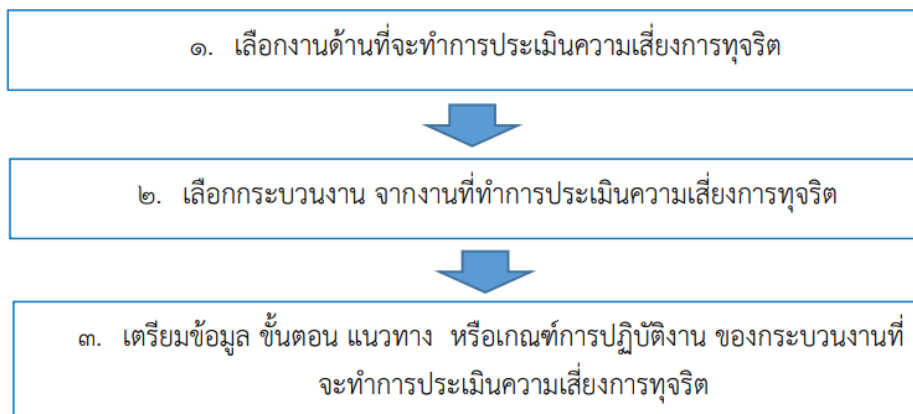 ๑. เลือกงานด้านที่จะทำการประเมินความเสี่ยงการทุจริต
๒. เลือกกระบวนงาน จากงานที่ทำการประเมินความเสี่ยงการทุจริต
๓. เตรียมข้อมูล ขั้นตอน แนวทาง หรือเกณฑ์การปฏิบัติงาน ของกระบวนงานที่
จะทำการประเมินความเสี่ยงการทุจริต